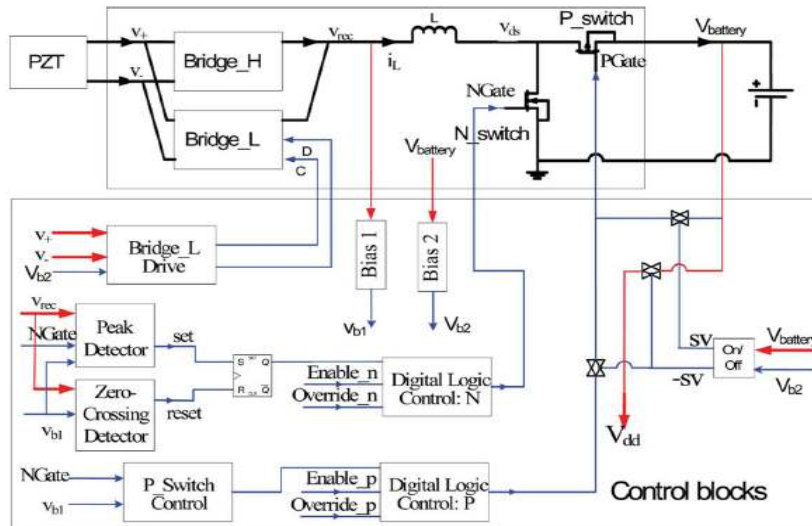 v+
v-
PZT
Bridge_H
Bridge_L
D
C
vrec
L
iL
vds
P_switch
PGate
Vbattery
NGate
N_switch
Vbattery
+
-
v+
v-
Vb2
Bridge_L
Drive
Bias 1
Bias 2
vb1
Vb2
vrec
NGate
Peak
Detector
set
S
Q
R
Q
Zero-
Crossing
Detector
reset
vb1
Enable_n
Override_n
Digital Logic
Control: N
sv
-sv
On/
Off
Vbattery
Vb2
Vdd
NGate
vb1
P_Switch
Control
Enable_p
Override_p
Digital Logic
Control: P
Control blocks